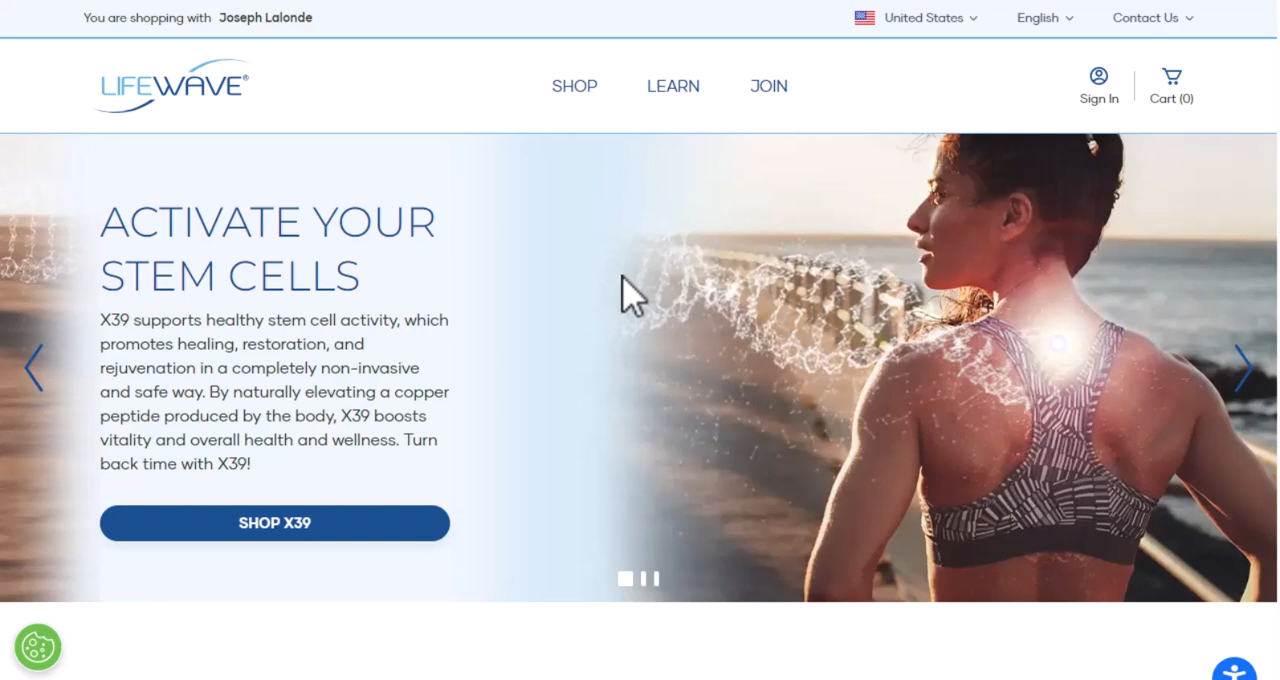 You are shopping with Joseph Lalonde
United States
English
Contact Us
LIFEWAVE®
SHOP
LEARN
JOIN
Sign In
Cart (0)
ACTIVATE YOUR
STEM CELLS
X39 supports healthy stem cell activity, which
promotes healing, restoration, and
rejuvenation in a completely non-invasive
and safe way. By naturally elevating a copper
peptide produced by the body, X39 boosts
vitality and overall health and wellness. Turn
back time with X39!
SHOP X39